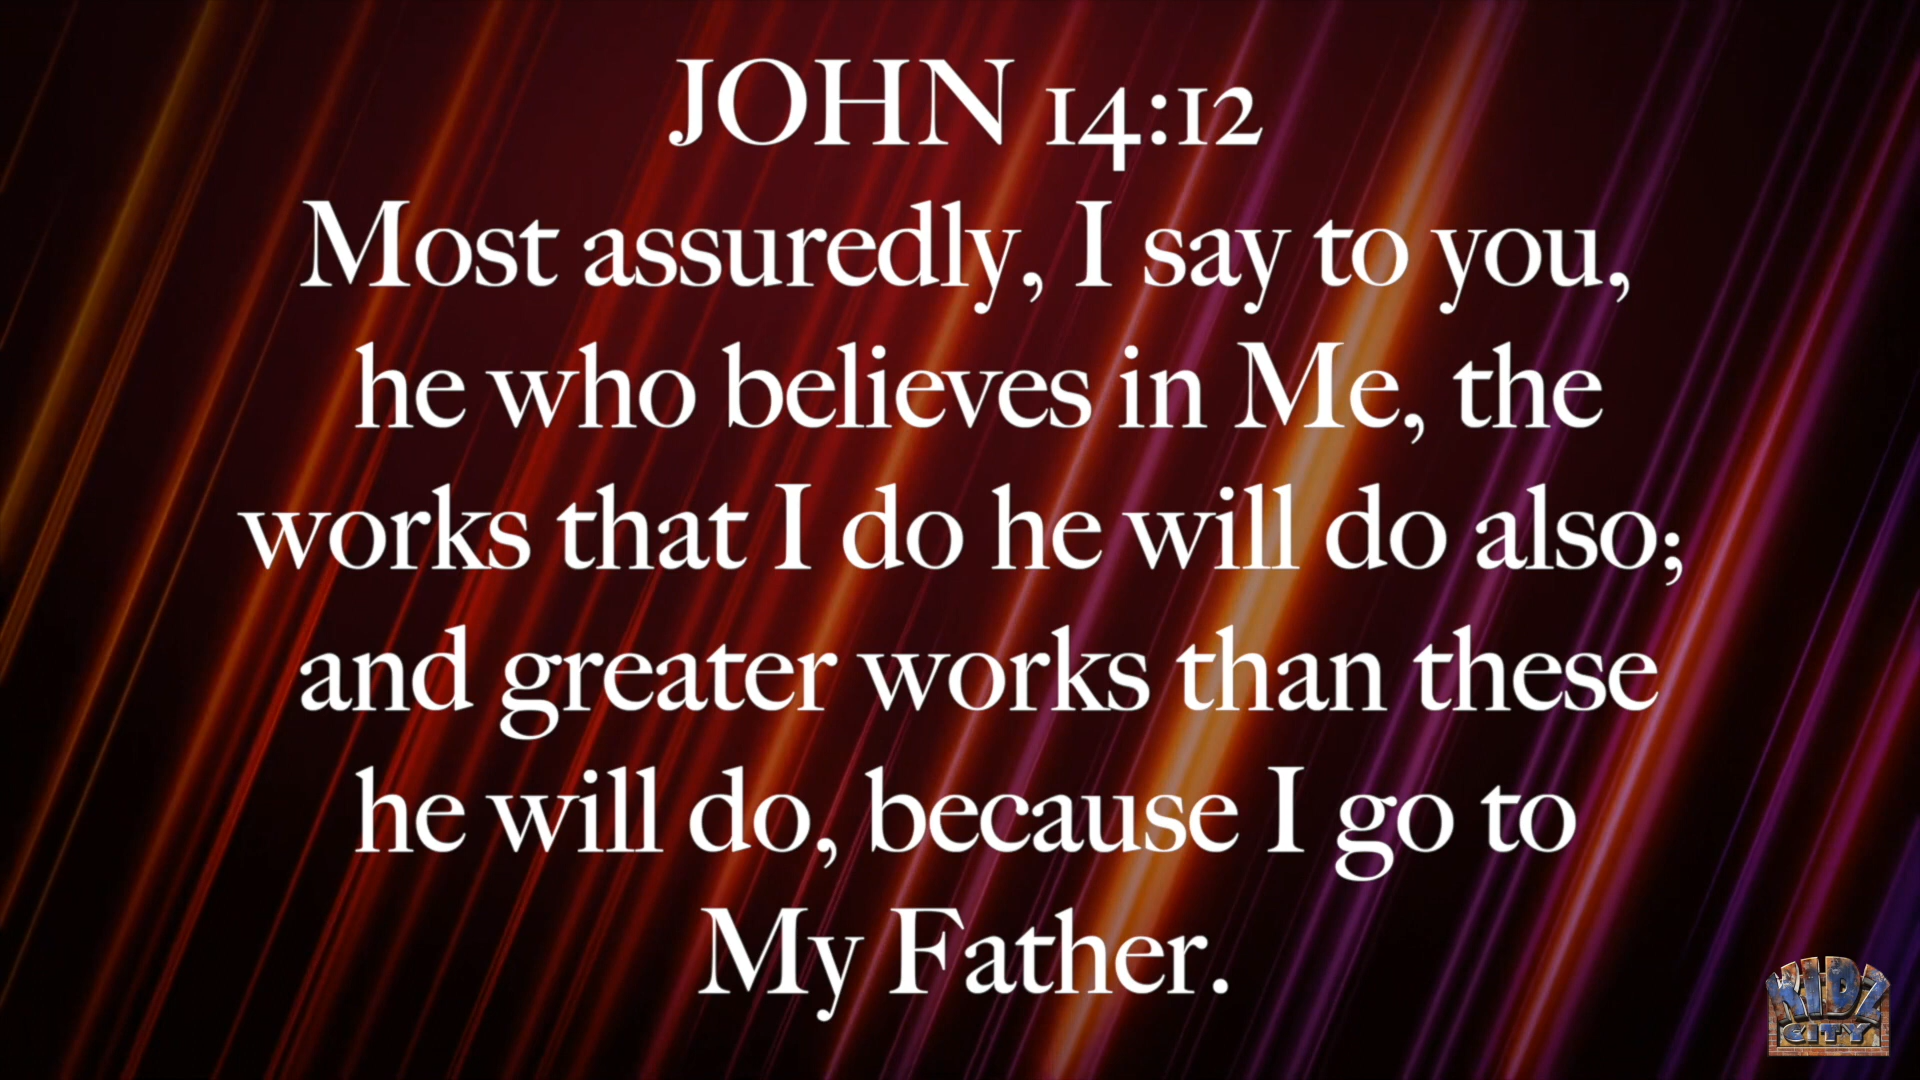 JOHN 14:12
Most assuredly, I say to you,
he who believes in Me, the
works that I do he will do also;
and greater works than these
he will do, because I go to
My Father.
KIDZ
CITY